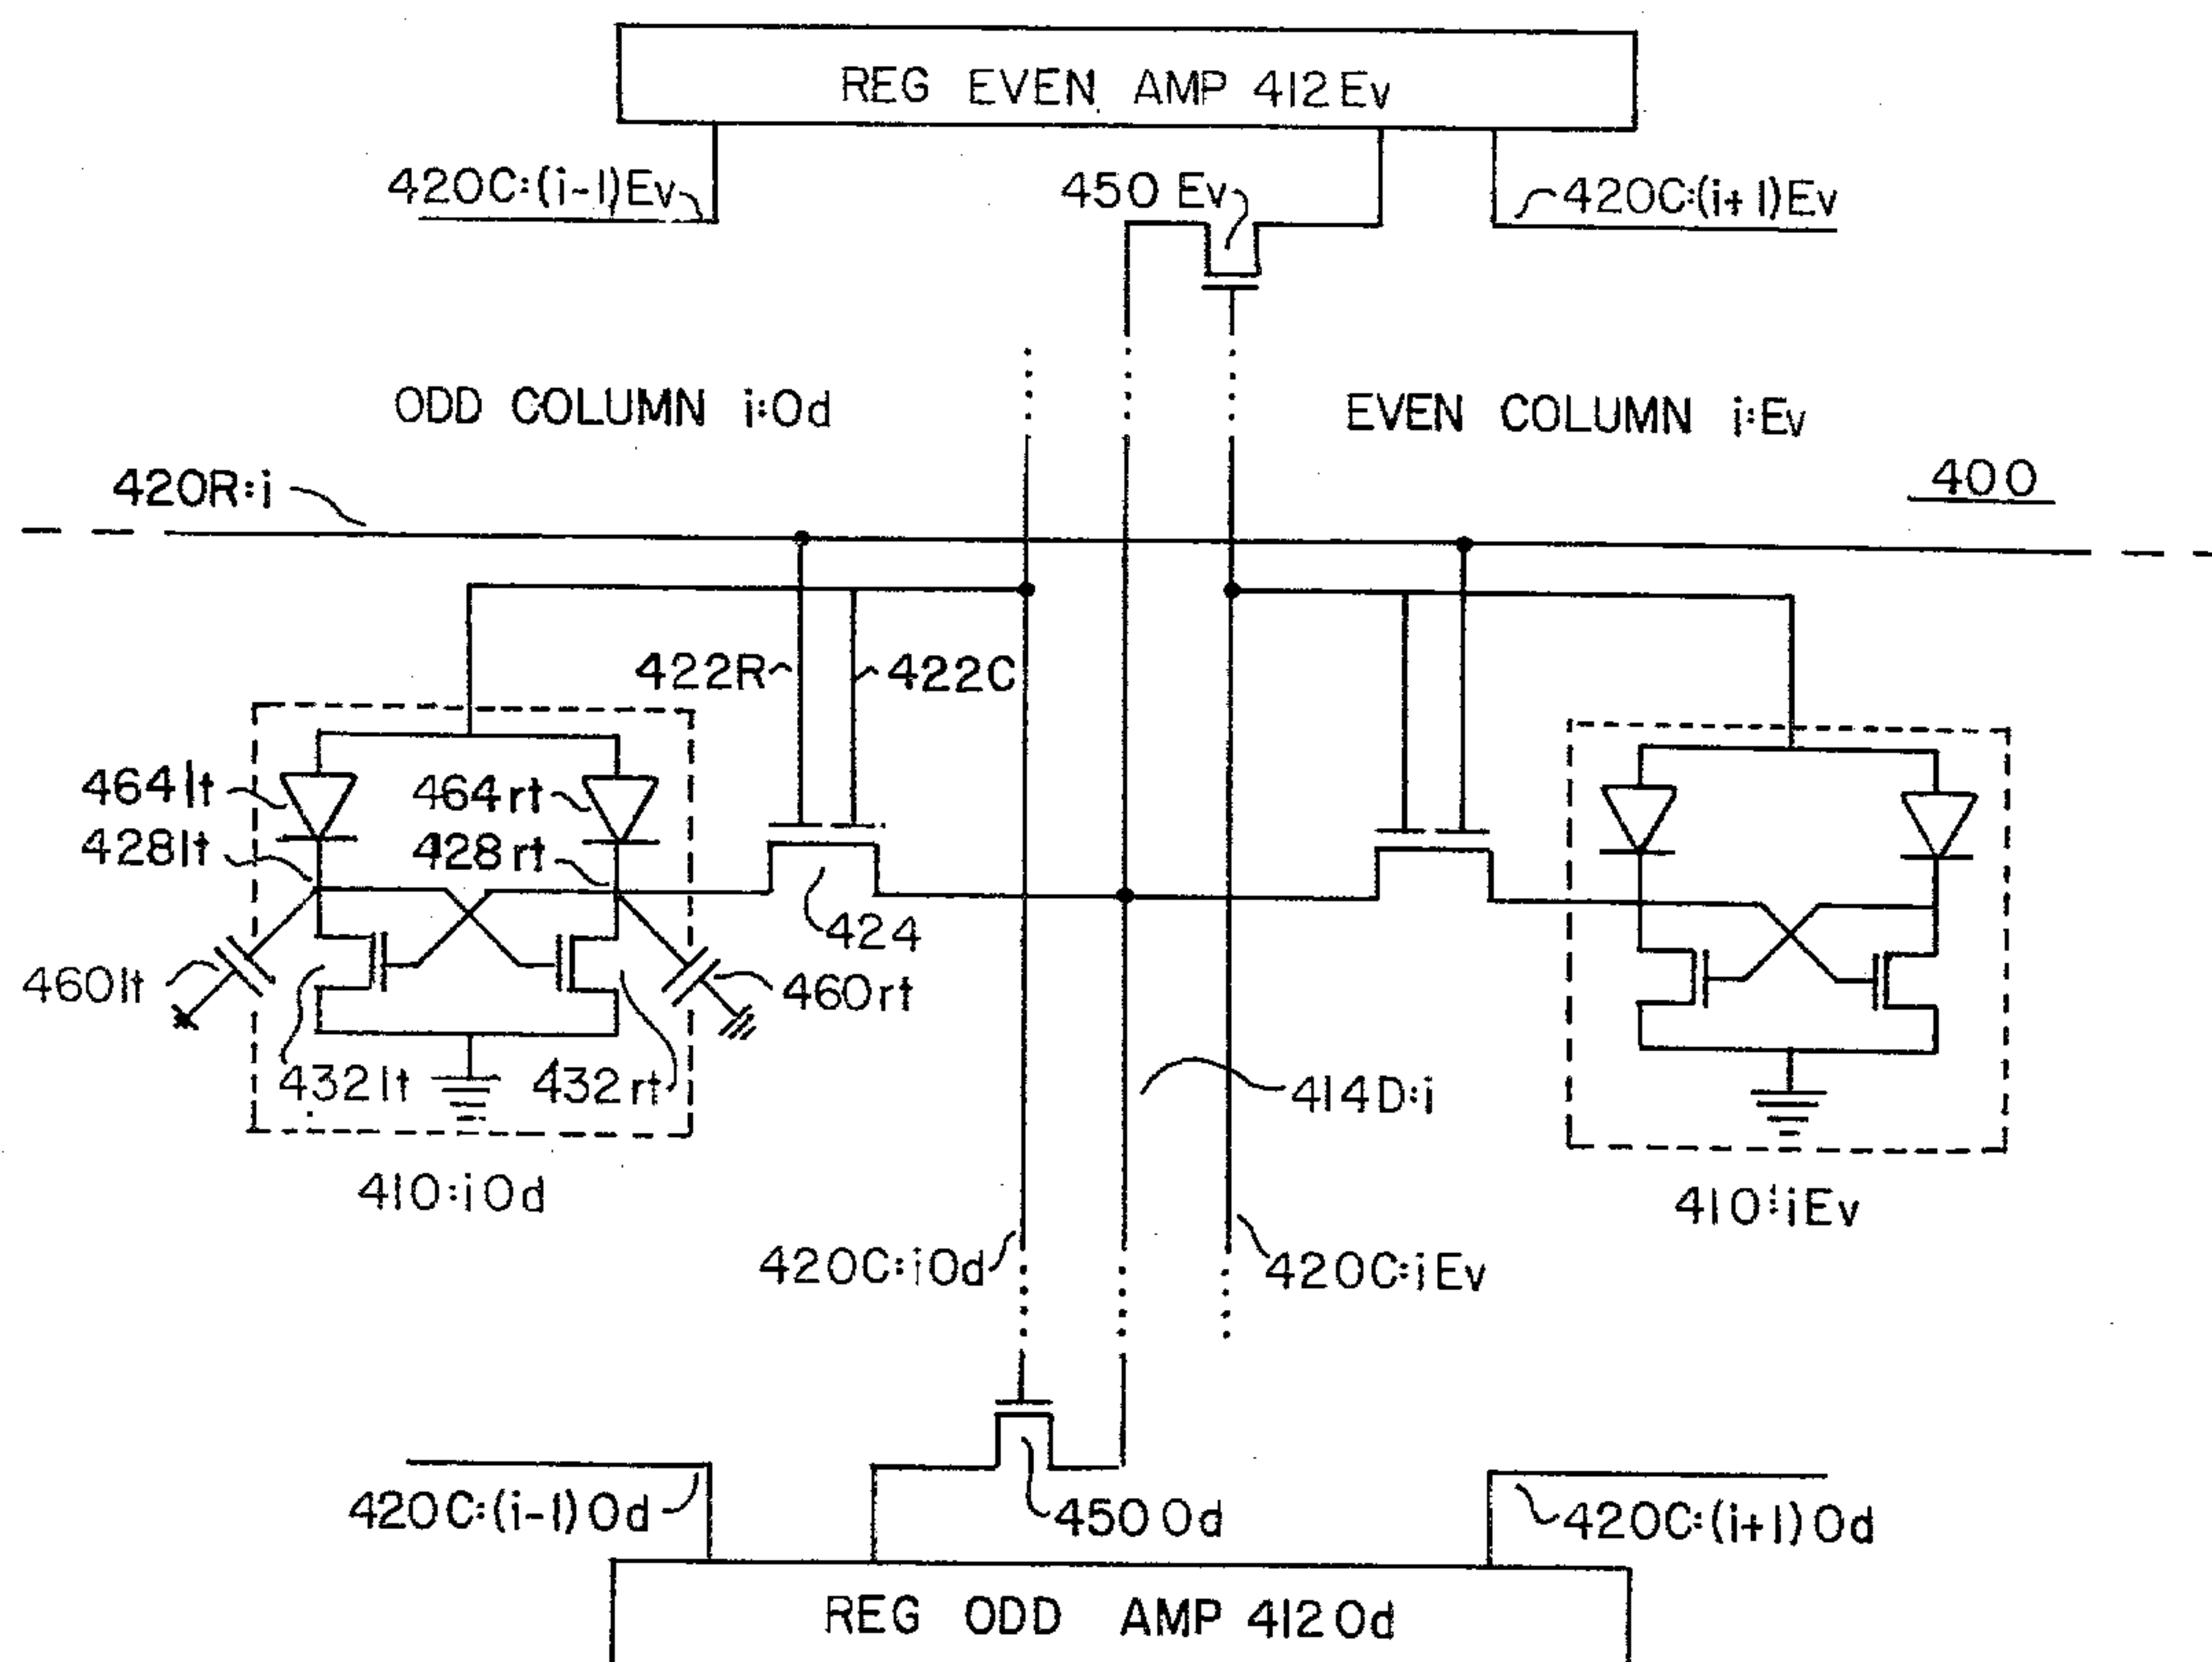 REG EVEN AMP 412Ev
420C:(i-1)Ev
450 Ev
420C:(i+1)Ev
ODD COLUMN i:Od
EVEN COLUMN i:Ev
420R:i
400
422R
422C
464lt
464rt
428lt
428rt
424
460lt
460rt
432lt
432rt
414D:i
410:iOd
410:iEv
420C:iOd
420C:iEv
420C:(i-1)Od
450 Od
420C:(i+1)Od
REG ODD AMP 412Od